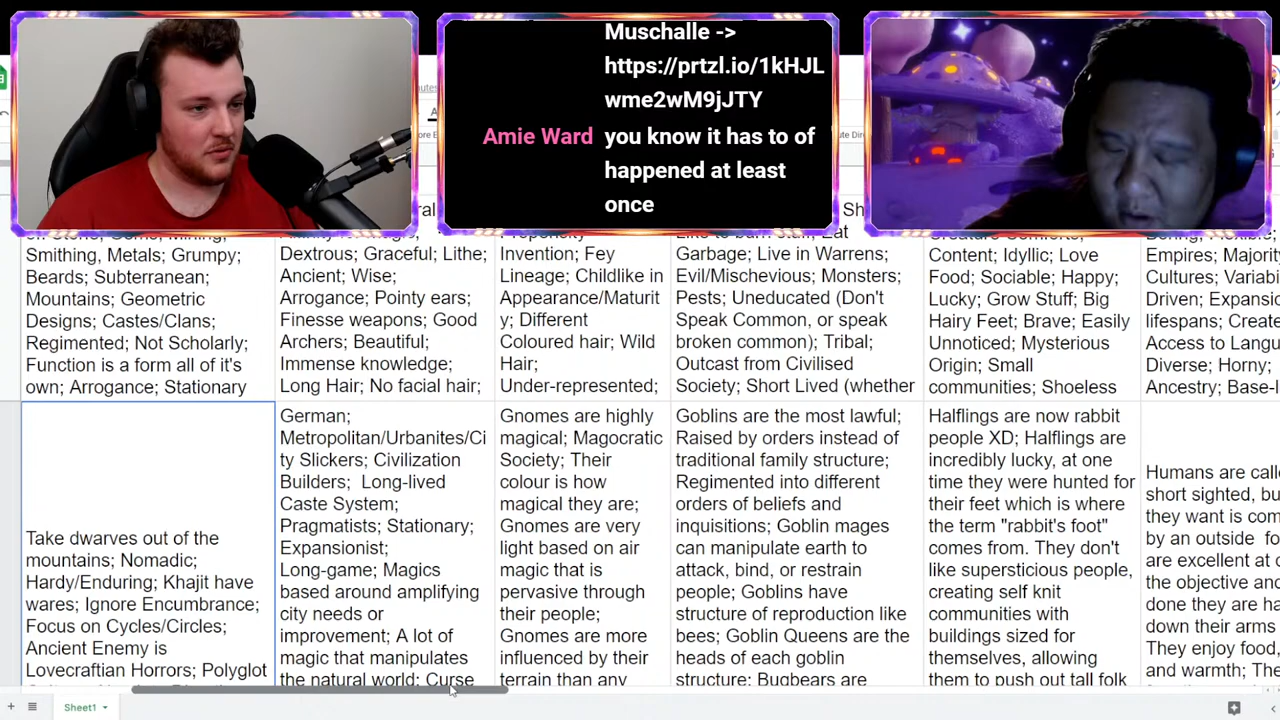 Muschalle ->
https://prtzl.io/1kHJL
wme2wM9jJTY
Amie Ward you know it has to of
happened at least
once
Smithing, Metals; Grumpy;
Beards; Subterranean;
Mountains; Geometric
Designs; Castes/Clans;
Regimented; Not Scholarly;
Function is a form all of it's
own; Arrogance; Stationary
Dextrous; Graceful; Lithe;
Ancient; Wise;
Arrogance; Pointy ears;
Finesse weapons; Good
Archers; Beautiful;
Immense knowledge;
Long Hair; No facial hair;
Invention; Fey
Lineage; Childlike in
Appearance/Maturit
y; Different
Coloured hair; Wild
Hair;
Under-represented;
Garbage; Live in Warrens;
Evil/Mischevious; Monsters;
Pests; Uneducated (Don't
Speak Common, or speak
broken common); Tribal;
Outcast from Civilised
Society; Short Lived (whether
Content; Idyllic; Love
Food; Sociable; Happy;
Lucky; Grow Stuff; Big
Hairy Feet; Brave; Easily
Unnoticed; Mysterious
Origin; Small
communities; Shoeless
Empires; Majority
Cultures; Variabi
Driven; Expansi
lifespans; Create
Access to Langu
Diverse; Horny;
Ancestry; Base-l
Take dwarves out of the
mountains; Nomadic;
Hardy/Enduring; Khajit have
wares; Ignore Encumbrance;
Focus on Cycles/Circles;
Ancient Enemy is
Lovecraftian Horrors; Polyglot
German;
Metropolitan/Urbanites/Ci
ty Slickers; Civilization
Builders; Long-lived
Caste System;
Pragmatists; Stationary;
Expansionist;
Long-game; Magics
based around amplifying
city needs or
improvement; A lot of
magic that manipulates
the natural world; Curse
Gnomes are highly
magical; Magocratic
Society; Their
colour is how
magical they are;
Gnomes are very
light based on air
magic that is
pervasive through
their people;
Gnomes are more
influenced by their
terrain than any
Goblins are the most lawful;
Raised by orders instead of
traditional family structure;
Regimented into different
orders of beliefs and
inquisitions; Goblin mages
can manipulate earth to
attack, bind, or restrain
people; Goblins have
structure of reproduction like
bees; Goblin Queens are the
heads of each goblin
structure; Bugbears are
Halflings are now rabbit
people XD; Halflings are
incredibly lucky, at one
time they were hunted for
their feet which is where
the term "rabbit's foot"
comes from. They don't
like supersticious people,
creating self knit
communities with
buildings sized for
themselves, allowing
them to push out tall folk
Humans are calle
short sighted, bu
they want is com
by an outside fo
are excellent at c
the objective and
done they are ha
down their arms
They enjoy food,
and warmth; The
Sheet1